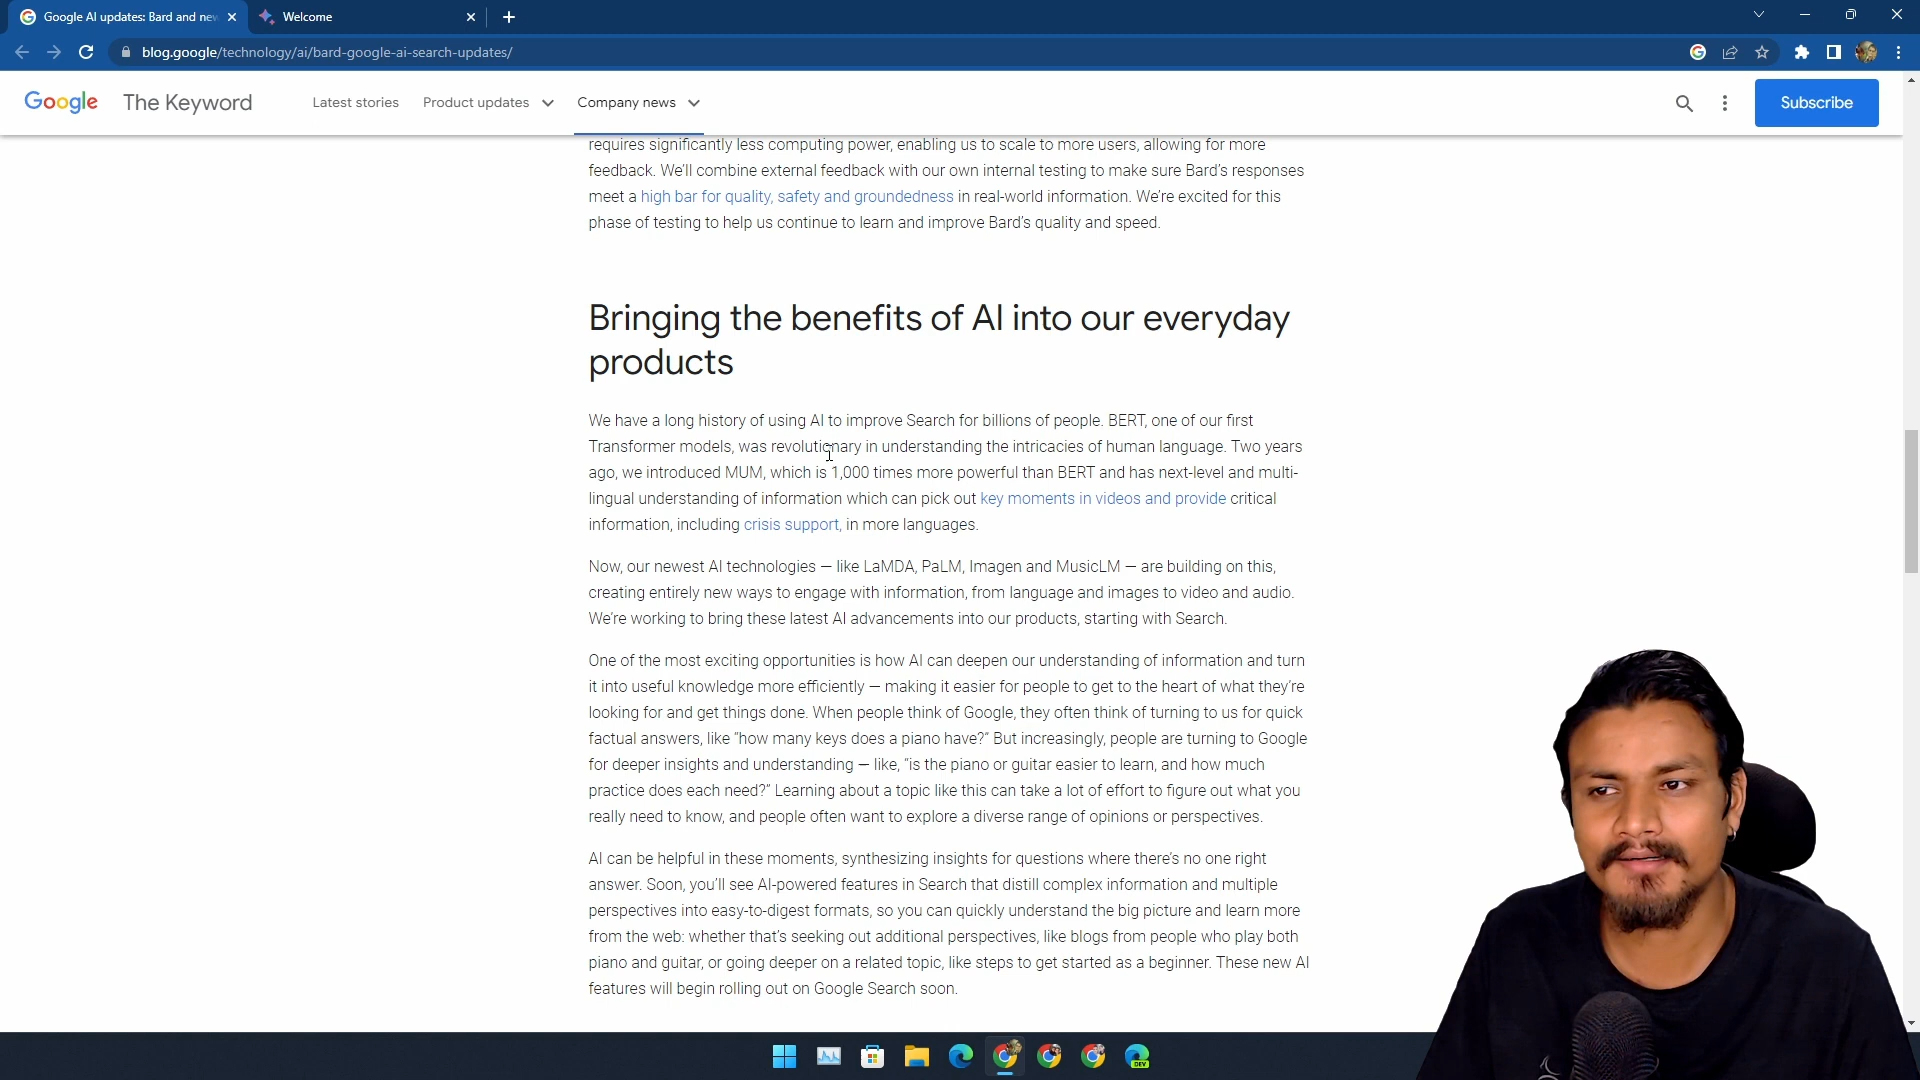 Google AI updates: Bard and new
Welcome
blog.google/technology/ai/bard-google-ai-search-updates/
Google The Keyword Latest stories Product updates Company news Subscribe
requires significantly less computing power, enabling us to scale to more users, allowing for more
feedback. We’ll combine external feedback with our own internal testing to make sure Bard’s responses
meet a high bar for quality, safety and groundedness in real-world information. We’re excited for this
phase of testing to help us continue to learn and improve Bard’s quality and speed.
Bringing the benefits of AI into our everyday
products
We have a long history of using AI to improve Search for billions of people. BERT, one of our first
Transformer models, was revolutionary in understanding the intricacies of human language. Two years
ago, we introduced MUM, which is 1,000 times more powerful than BERT and has next-level and multi-
lingual understanding of information which can pick out key moments in videos and provide critical
information, including crisis support, in more languages.
Now, our newest AI technologies — like LaMDA, PaLM, Imagen and MusicLM — are building on this,
creating entirely new ways to engage with information, from language and images to video and audio.
We’re working to bring these latest AI advancements into our products, starting with Search.
One of the most exciting opportunities is how AI can deepen our understanding of information and turn
it into useful knowledge more efficiently — making it easier for people to get to the heart of what they’re
looking for and get things done. When people think of Google, they often think of turning to us for quick
factual answers, like “how many keys does a piano have?” But increasingly, people are turning to Google
for deeper insights and understanding — like, “is the piano or guitar easier to learn, and how much
practice does each need?” Learning about a topic like this can take a lot of effort to figure out what you
really need to know, and people often want to explore a diverse range of opinions or perspectives.
AI can be helpful in these moments, synthesizing insights for questions where there’s no one right
answer. Soon, you’ll see AI-powered features in Search that distill complex information and multiple
perspectives into easy-to-digest formats, so you can quickly understand the big picture and learn more
from the web: whether that’s seeking out additional perspectives, like blogs from people who play both
piano and guitar, or going deeper on a related topic, like steps to get started as a beginner. These new AI
features will begin rolling out on Google Search soon.
DEV